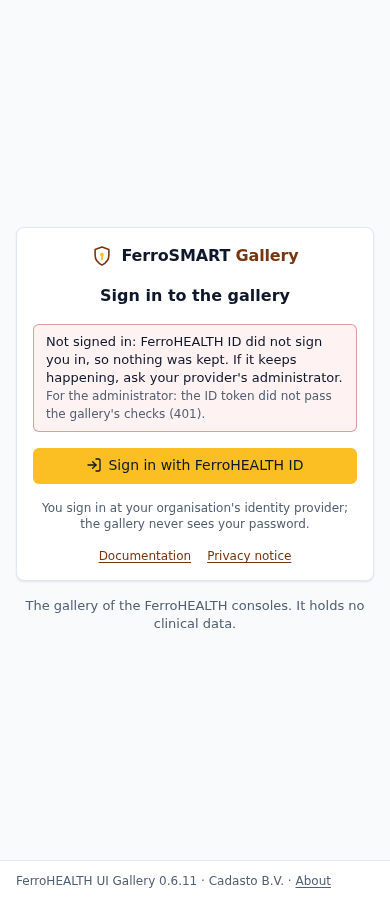 FerroSMART Gallery
Sign in to the gallery
Not signed in: FerroHEALTH ID did not sign
you in, so nothing was kept. If it keeps
happening, ask your provider's administrator.
For the administrator: the ID token did not pass
the gallery's checks (401).
Sign in with FerroHEALTH ID
You sign in at your organisation's identity provider;
the gallery never sees your password.
Documentation Privacy notice
The gallery of the FerroHEALTH consoles. It holds no
clinical data.
FerroHEALTH UI Gallery 0.6.11 · Cadasto B.V. · About